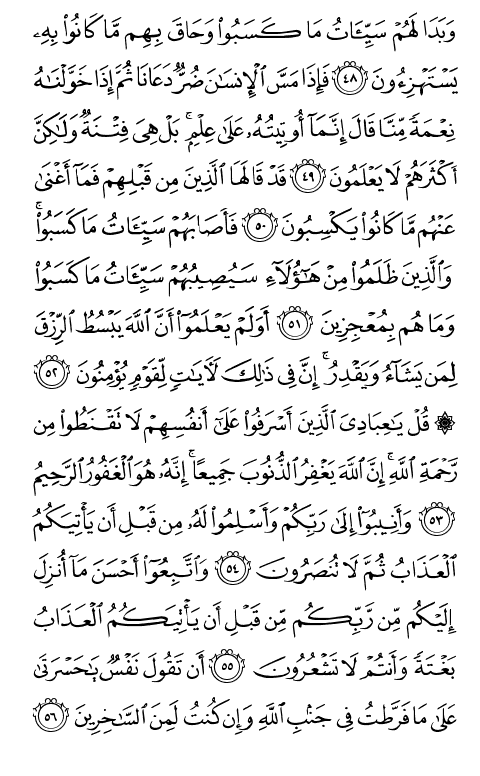 وَبَدَا لَهُمْ سَيِّـَٔاتُ مَا كَسَبُوا۟ وَحَاقَ بِهِم مَّا كَانُوا۟ بِهِۦ
يَسْتَهْزِءُونَ ٤٨ فَإِذَا مَسَّ ٱلْإِنسَٰنَ ضُرٌّ دَعَانَا ثُمَّ إِذَا خَوَّلْنَٰهُ
نِعْمَةً مِّنَّا قَالَ إِنَّمَآ أُوتِيتُهُۥ عَلَىٰ عِلْمٍۭ ۚ بَلْ هِىَ فِتْنَةٌ وَلَٰكِنَّ
أَكْثَرَهُمْ لَا يَعْلَمُونَ ٤٩ قَدْ قَالَهَا ٱلَّذِينَ مِن قَبْلِهِمْ فَمَآ أَغْنَىٰ
عَنْهُم مَّا كَانُوا۟ يَكْسِبُونَ ٥٠ فَأَصَابَهُمْ سَيِّـَٔاتُ مَا كَسَبُوا۟ ۚ
وَٱلَّذِينَ ظَلَمُوا۟ مِنْ هَٰٓؤُلَآءِ سَيُصِيبُهُمْ سَيِّـَٔاتُ مَا كَسَبُوا۟
وَمَا هُم بِمُعْجِزِينَ ٥١ أَوَلَمْ يَعْلَمُوٓا۟ أَنَّ ٱللَّهَ يَبْسُطُ ٱلرِّزْقَ
لِمَن يَشَآءُ وَيَقْدِرُ ۚ إِنَّ فِى ذَٰلِكَ لَءَايَٰتٍ لِّقَوْمٍ يُؤْمِنُونَ ٥٢
۞ قُلْ يَٰعِبَادِىَ ٱلَّذِينَ أَسْرَفُوا۟ عَلَىٰٓ أَنفُسِهِمْ لَا تَقْنَطُوا۟ مِن
رَّحْمَةِ ٱللَّهِ ۚ إِنَّ ٱللَّهَ يَغْفِرُ ٱلذُّنُوبَ جَمِيعًا ۚ إِنَّهُۥ هُوَ ٱلْغَفُورُ ٱلرَّحِيمُ
٥٣ وَأَنِيبُوٓا۟ إِلَىٰ رَبِّكُمْ وَأَسْلِمُوا۟ لَهُۥ مِن قَبْلِ أَن يَأْتِيَكُمُ
ٱلْعَذَابُ ثُمَّ لَا تُنصَرُونَ ٥٤ وَٱتَّبِعُوٓا۟ أَحْسَنَ مَآ أُنزِلَ
إِلَيْكُم مِّن رَّبِّكُم مِّن قَبْلِ أَن يَأْتِيَكُمُ ٱلْعَذَابُ
بَغْتَةً وَأَنتُمْ لَا تَشْعُرُونَ ٥٥ أَن تَقُولَ نَفْسٌ يَٰحَسْرَتَىٰ
عَلَىٰ مَا فَرَّطتُ فِى جَنۢبِ ٱللَّهِ وَإِن كُنتُ لَمِنَ ٱلسَّٰخِرِينَ ٥٦